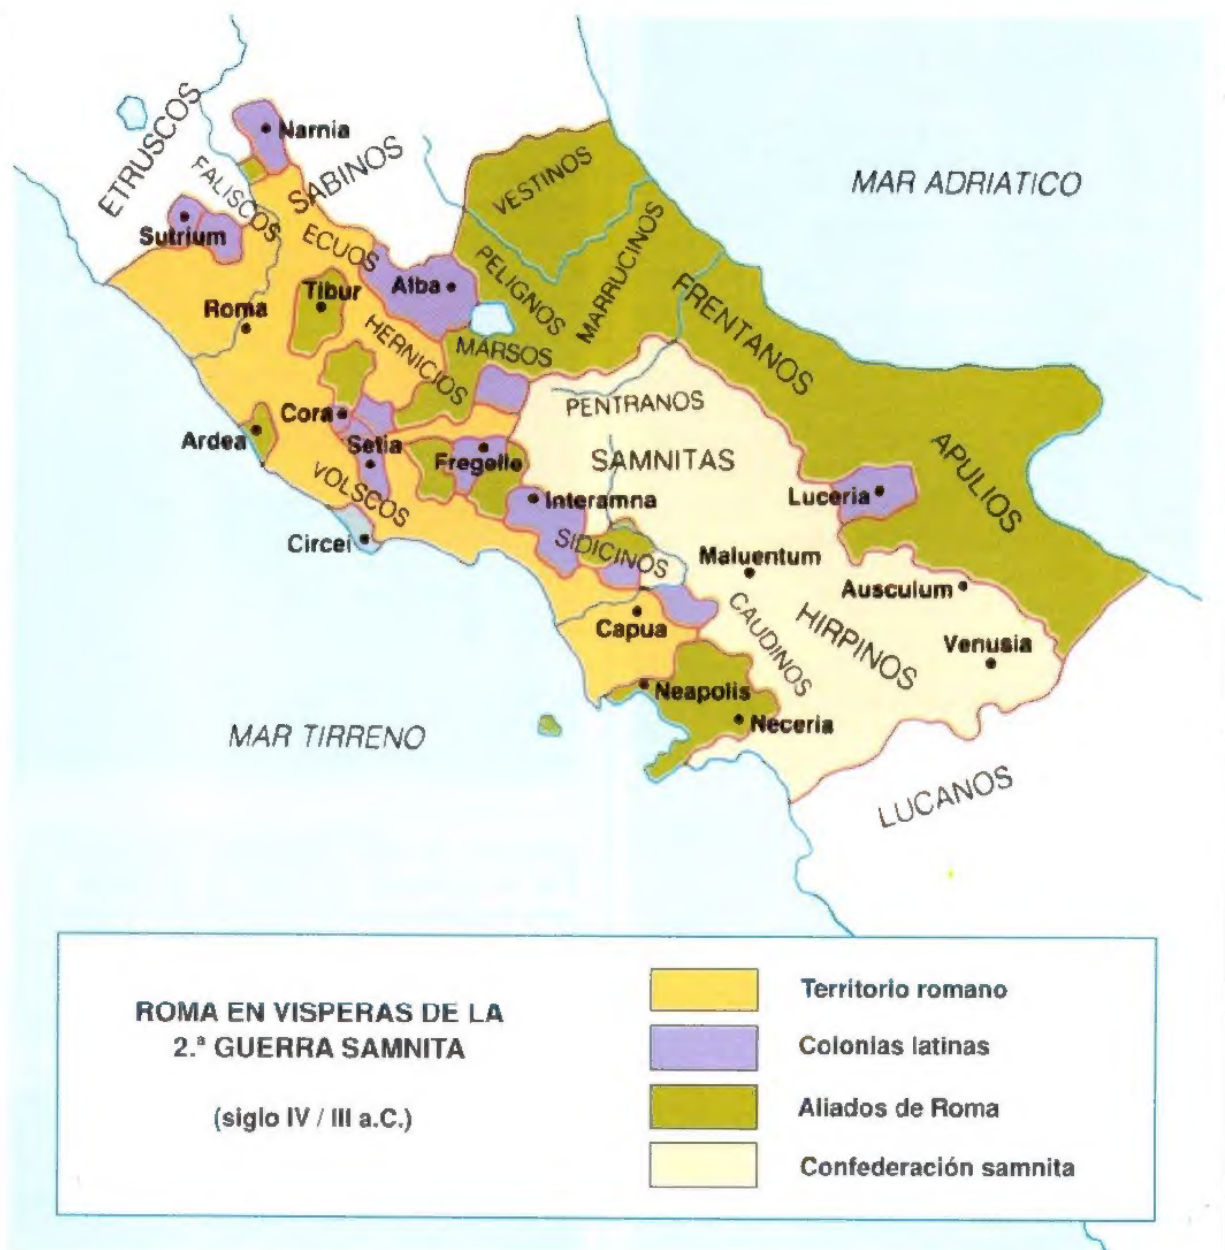 ETRUSCOS
Narnia
FALISCOS
SABINOS
VESTINOS
MAR ADRIATICO
Sutrium
ECUOS
MARRUCINOS
PELIGNOS
Alba
Tibur
Roma
FRENTANOS
HERNICIOS
MARSOS
PENTRANOS
Cora
Ardea
Setia
Fregelle
SAMNITAS
APULIOS
VOLSCOS
Interamna
Luceria
Circei
SIDICINOS
Maluentum
Ausculum
CAUDINOS
HIRPINOS
Capua
Venusia
Neapolis
Neceria
MAR TIRRENO
LUCANOS
ROMA EN VISPERAS DE LA
2.ª GUERRA SAMNITA
(siglo IV / III a.C.)
Territorio romano
Colonias latinas
Aliados de Roma
Confederación samnita